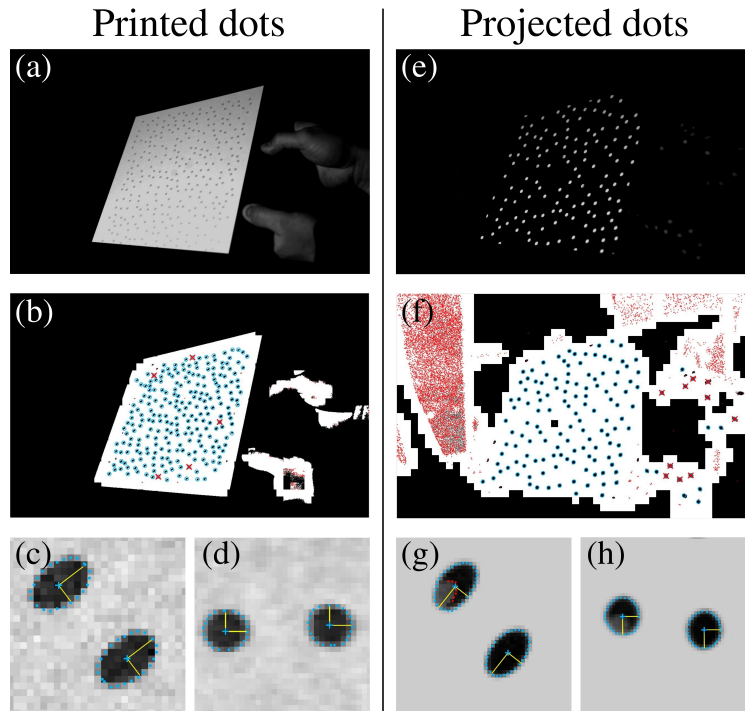 Printed dots
Projected dots
(a)
(e)
(b)
(f)
(c)
(d)
(g)
(h)